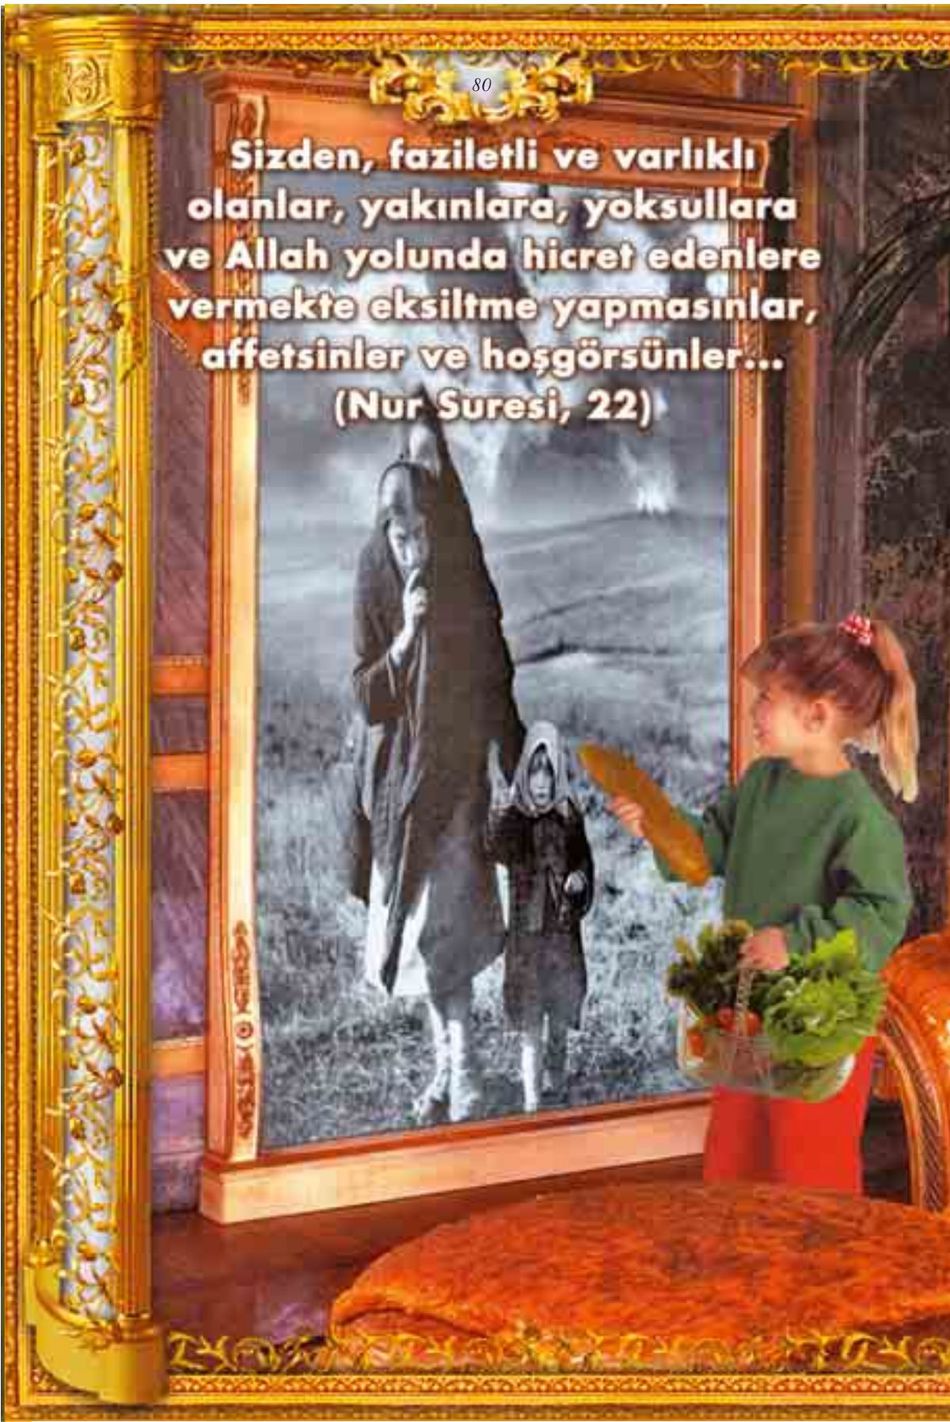 80
Sizden, faziletli ve varlıklı
olanlar, yakınlara, yoksullara
ve Allah yolunda hicret edenlere
vermekte eksiltme yapmasınlar,
affetsinler ve hoşgörsünler...
(Nur Suresi, 22)